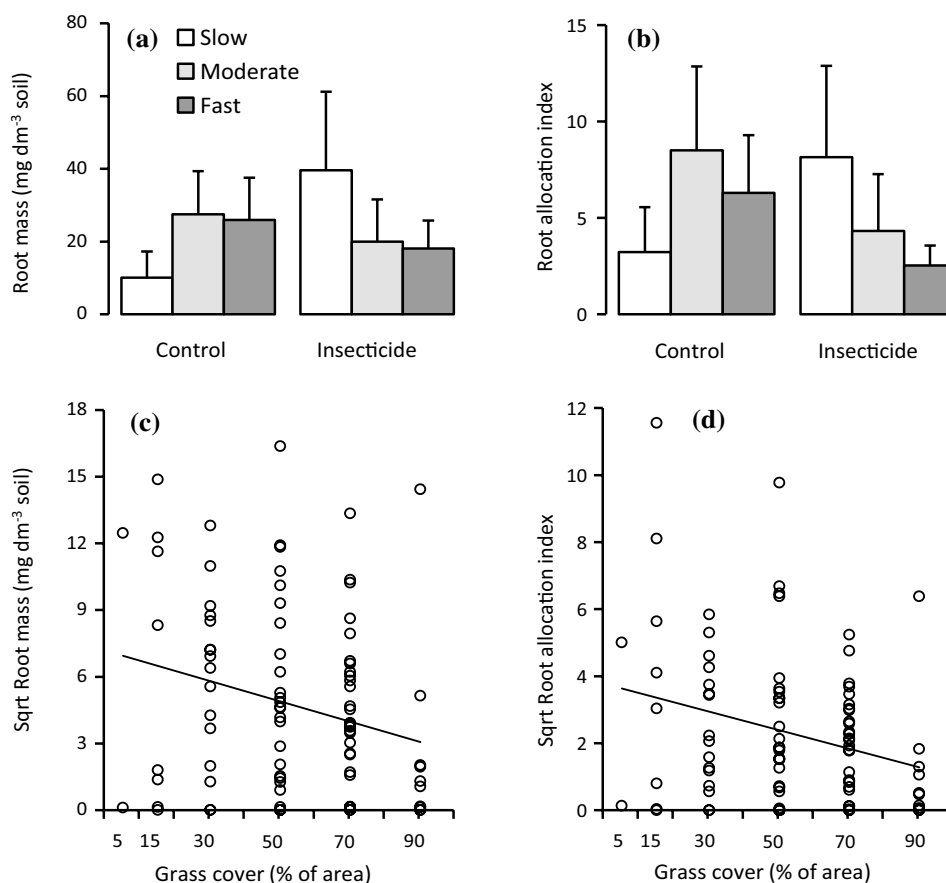 (a)
Slow
Moderate
Fast
Root mass (mg dm⁻³ soil)
80
60
40
20
0
Control
Insecticide
(b)
Root allocation index
15
10
5
0
Control
Insecticide
(c)
Sqrt Root mass (mg dm⁻³ soil)
18
15
12
9
6
3
0
5 15 30 50 70 90
Grass cover (% of area)
(d)
Sqrt Root allocation index
12
10
8
6
4
2
0
5 15 30 50 70 90
Grass cover (% of area)